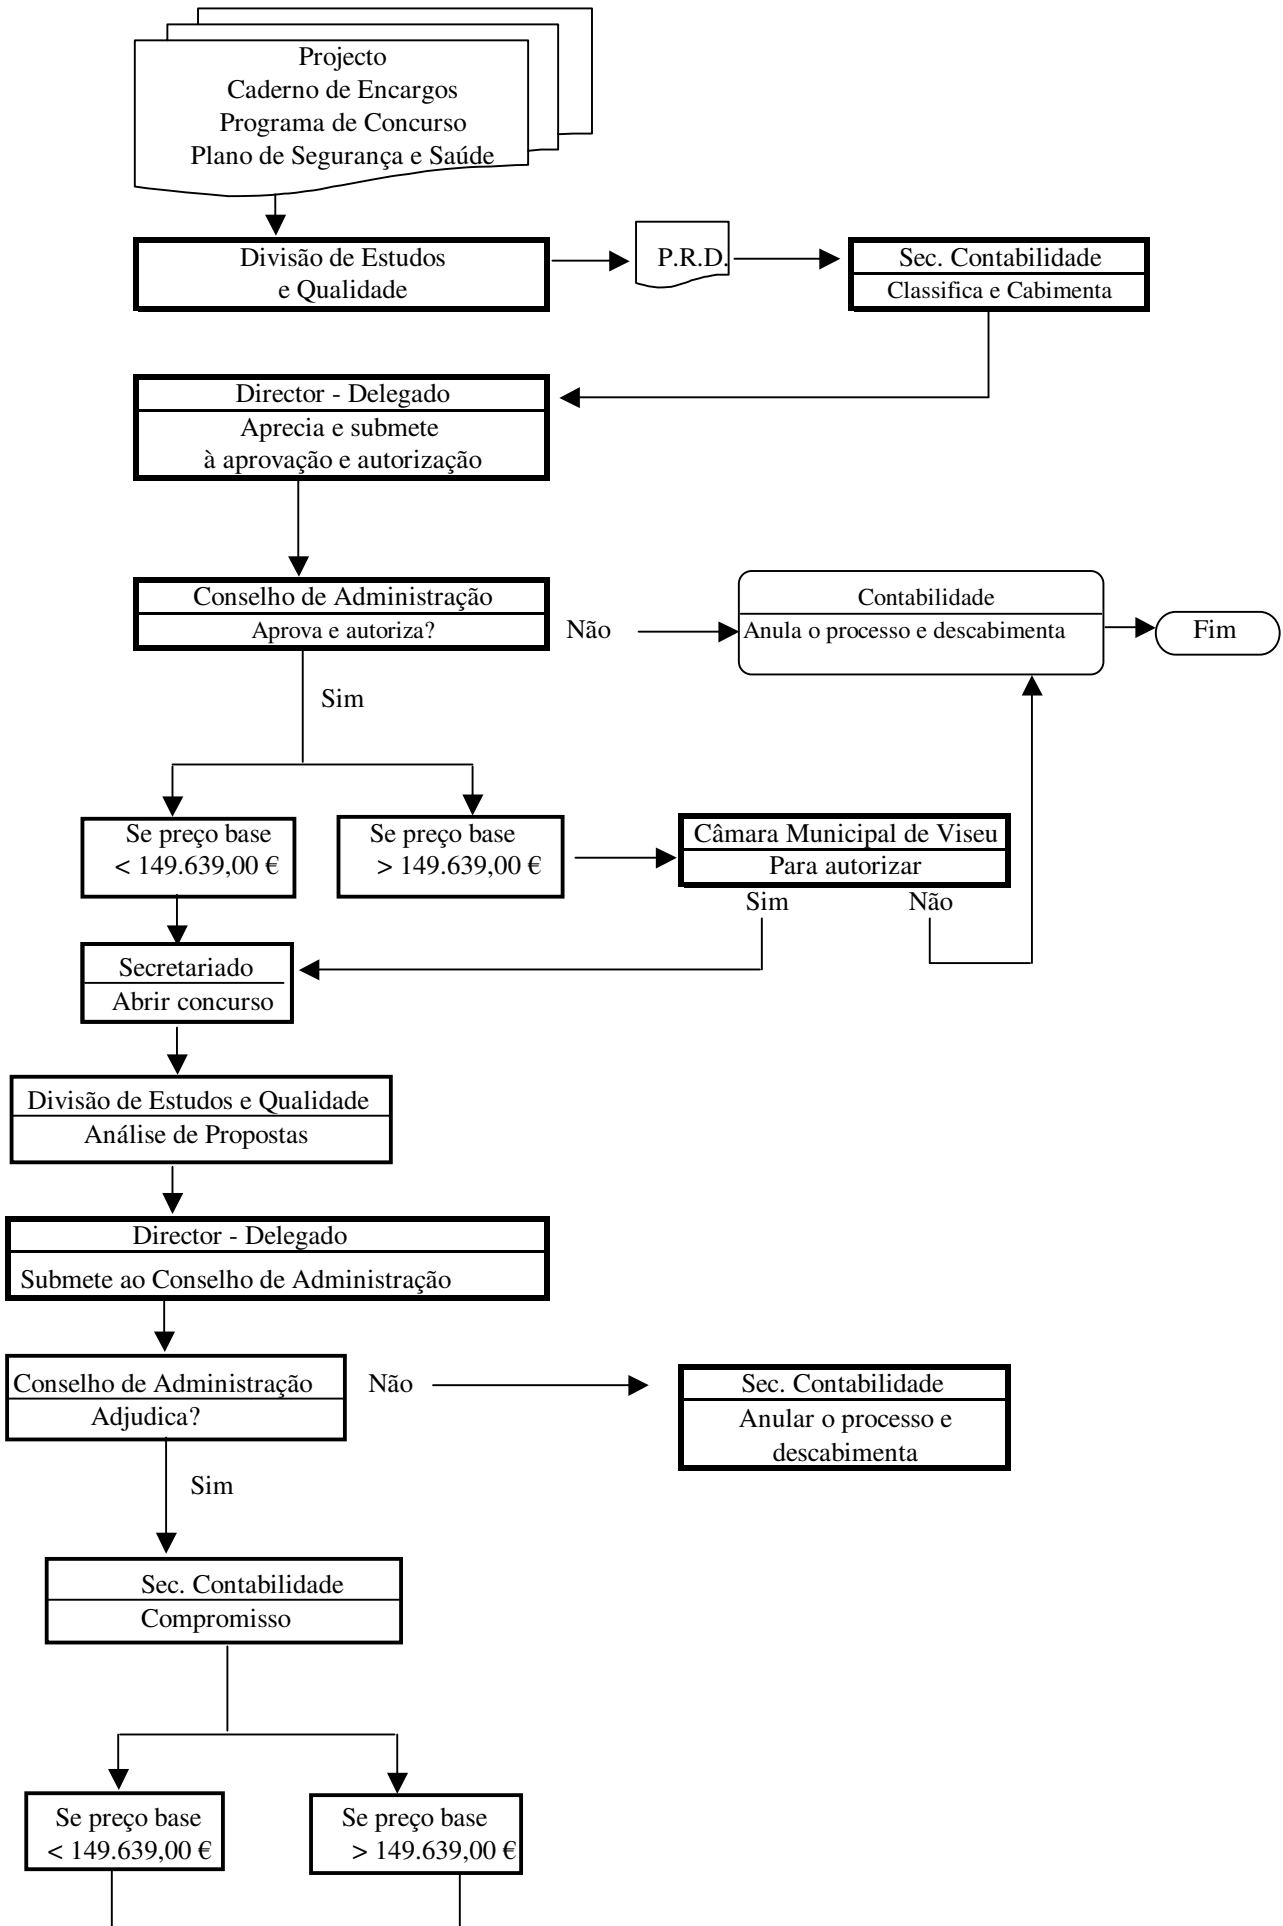 Projecto
Caderno de Encargos
Programa de Concurso
Plano de Segurança e Saúde
Divisão de Estudos
e Qualidade
P.R.D.
Sec. Contabilidade
Classifica e Cabimenta
Director - Delegado
Aprecia e submete
à aprovação e autorização
Conselho de Administração
Aprova e autoriza?
Não
Contabilidade
Anula o processo e descabimenta
Fim
Sim
Se preço base
< 149.639,00 €
Se preço base
> 149.639,00 €
Câmara Municipal de Viseu
Para autorizar
Sim
Não
Secretariado
Abrir concurso
Divisão de Estudos e Qualidade
Análise de Propostas
Director - Delegado
Submete ao Conselho de Administração
Conselho de Administração
Adjudica?
Não
Sec. Contabilidade
Anular o processo e
descabimenta
Sim
Sec. Contabilidade
Compromisso
Se preço base
< 149.639,00 €
Se preço base
> 149.639,00 €